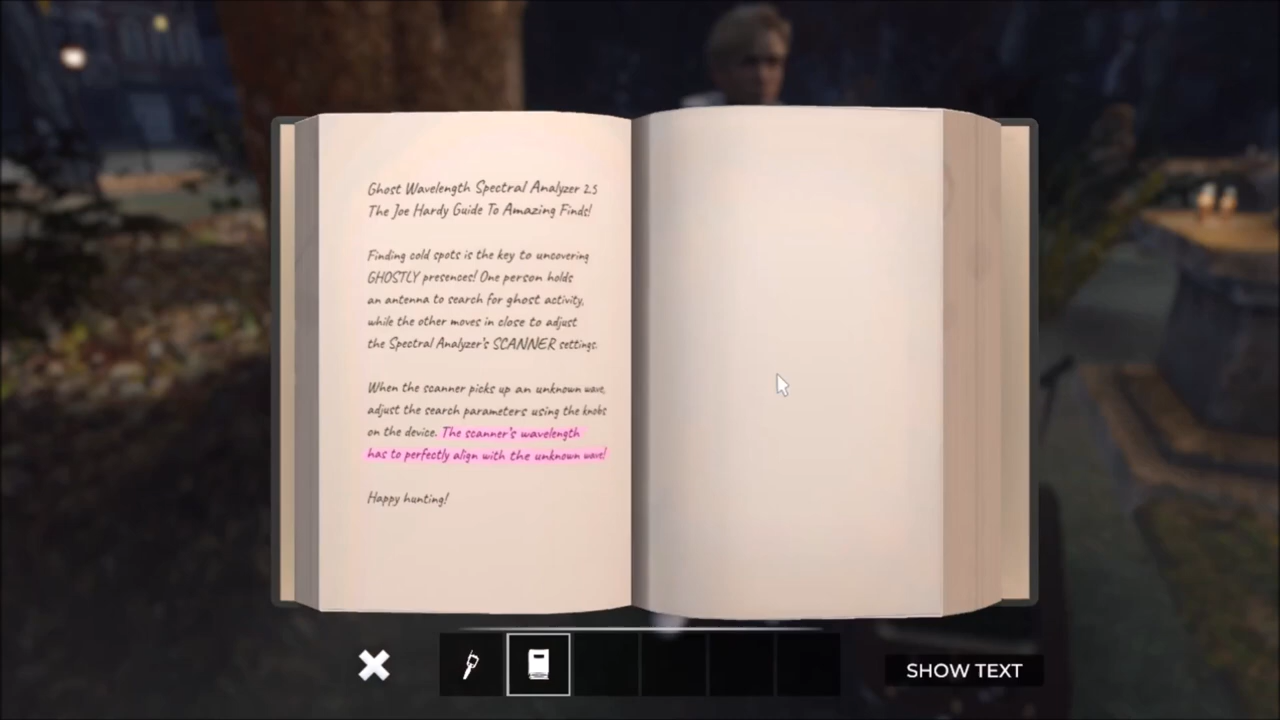 Ghost Wavelength Spectral Analyzer 2.5
The Joe Hardy Guide To Amazing Finds!
Finding cold spots is the key to uncovering
GHOSTLY presences! One person holds
an antenna to search for ghost activity,
while the other moves in close to adjust
the Spectral Analyzer's SCANNER settings.
When the scanner picks up an unknown wave,
adjust the search parameters using the knobs
on the device. The scanner's wavelength
has to perfectly align with the unknown wave!
Happy hunting!
SHOW TEXT